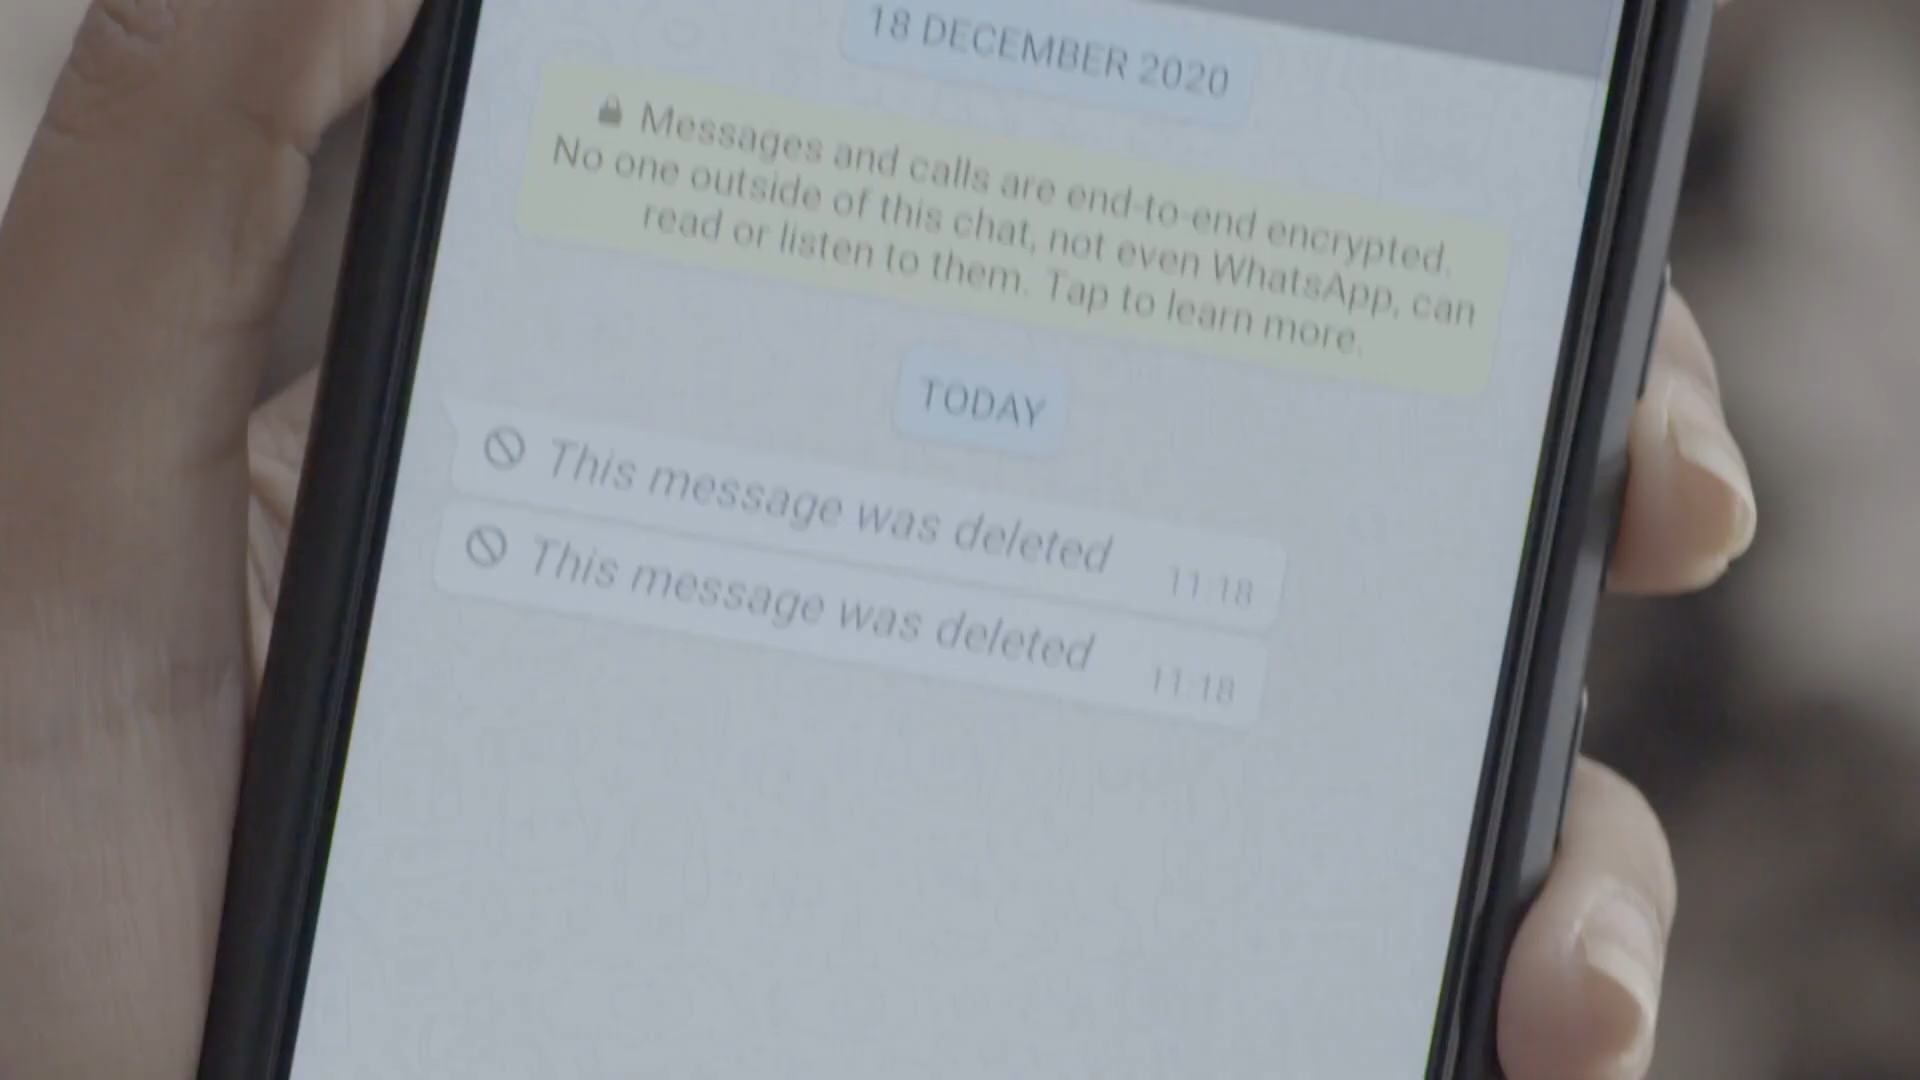 18 DECEMBER 2020
Messages and calls are end-to-end encrypted.
No one outside of this chat, not even WhatsApp, can
read or listen to them. Tap to learn more.
TODAY
This message was deleted 11:18
This message was deleted 11:18